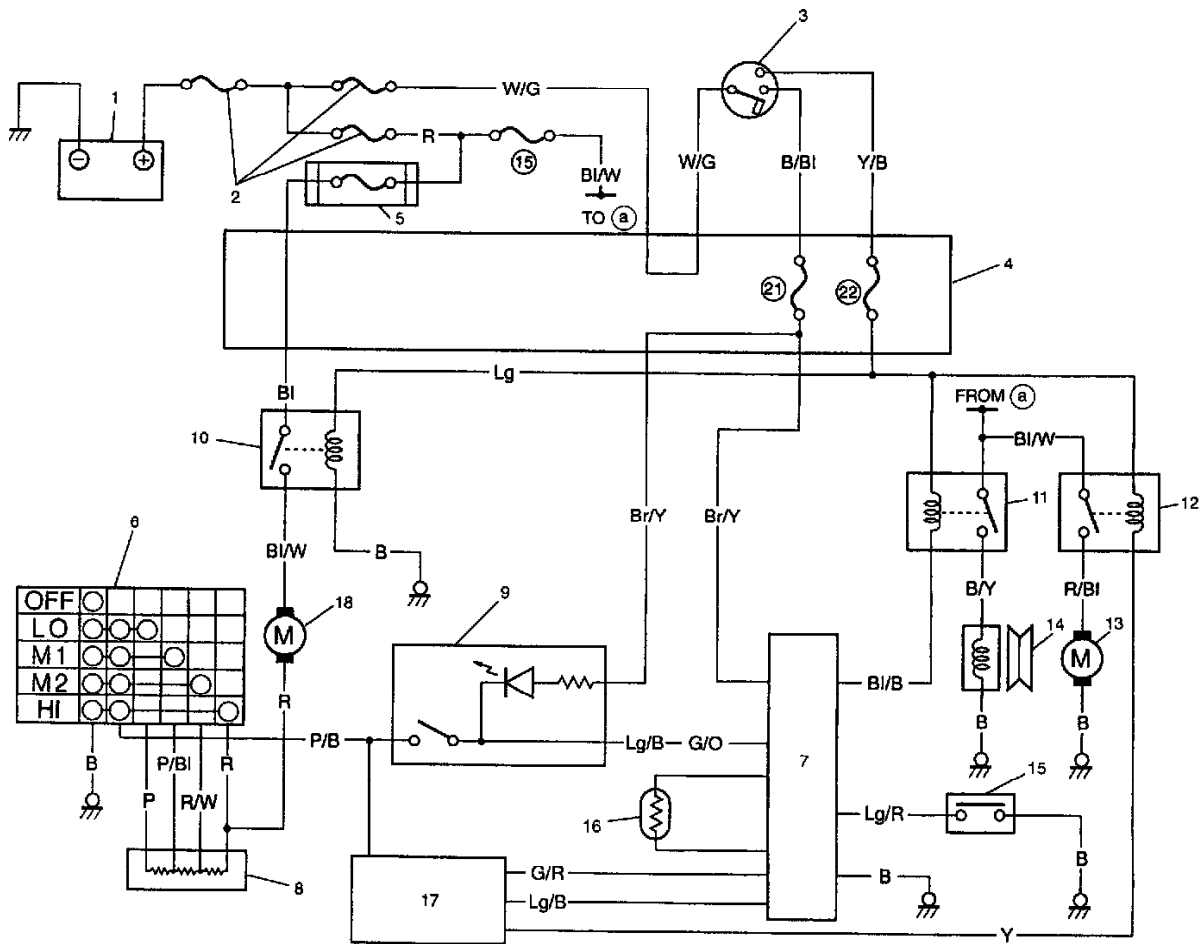 3
1
W/G
R
15
2
Bl/W
5
TO a
W/G
B/Bl
Y/B
4
21
22
Lg
Bl
FROM a
10
Bl/W
11
12
Br/Y
Br/Y
B
Bl/W
6
18
9
B/Y
R/Bl
14
13
OFF
LO
M1
M2
HI
M
M
R
Bl/B
B
B
P/B
Lg/B
G/O
7
B
P/Bl
R
P
R/W
15
16
Lg/R
B
8
G/R
B
17
Lg/B
Y